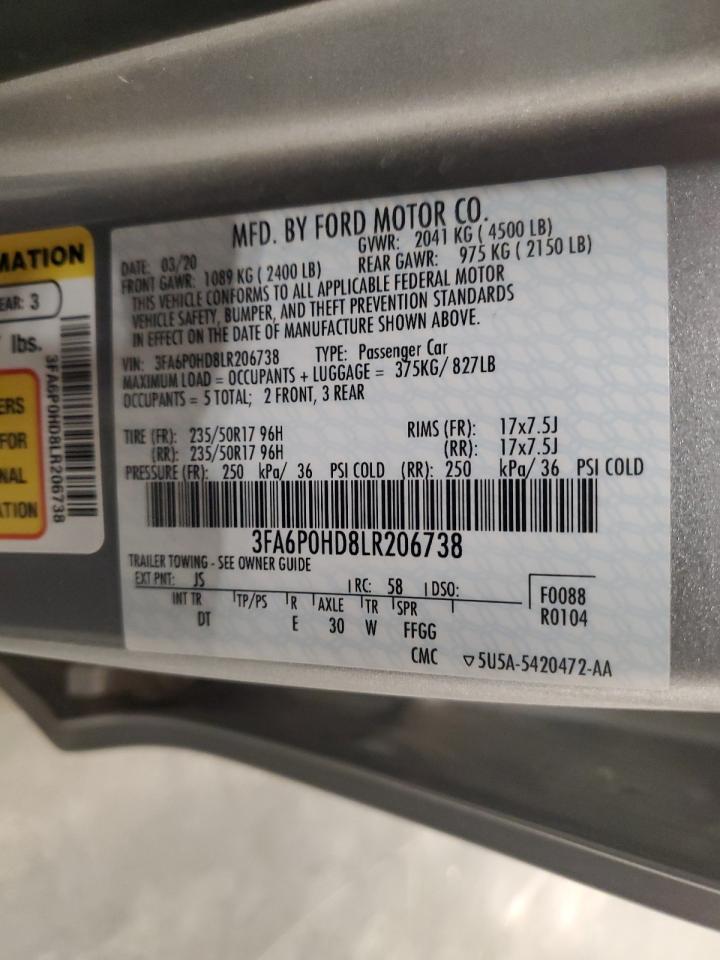 MATION
EAR: 3
lbs.
ERS
FOR
NAL
ATION
3FA6P0HD8LR206738
MFD. BY FORD MOTOR CO.
DATE: 03/20 GVWR: 2041 KG ( 4500 LB)
FRONT GAWR: 1089 KG ( 2400 LB) REAR GAWR: 975 KG ( 2150 LB)
THIS VEHICLE CONFORMS TO ALL APPLICABLE FEDERAL MOTOR
VEHICLE SAFETY, BUMPER, AND THEFT PREVENTION STANDARDS
IN EFFECT ON THE DATE OF MANUFACTURE SHOWN ABOVE.
VIN: 3FA6P0HD8LR206738 TYPE: Passenger Car
MAXIMUM LOAD = OCCUPANTS + LUGGAGE = 375KG/ 827LB
OCCUPANTS = 5 TOTAL; 2 FRONT, 3 REAR
TIRE (FR): 235/50R17 96H RIMS (FR): 17x7.5J
(RR): 235/50R17 96H (RR): 17x7.5J
PRESSURE (FR): 250 kPa/ 36 PSI COLD (RR): 250 kPa/ 36 PSI COLD
3FA6P0HD8LR206738
TRAILER TOWING - SEE OWNER GUIDE
EXT PNT: JS RC: 58 DSO: F0088
INT TR TP/PS R AXLE TR SPR R0104
DT E 30 W FFGG
CMC ▽5U5A-5420472-AA